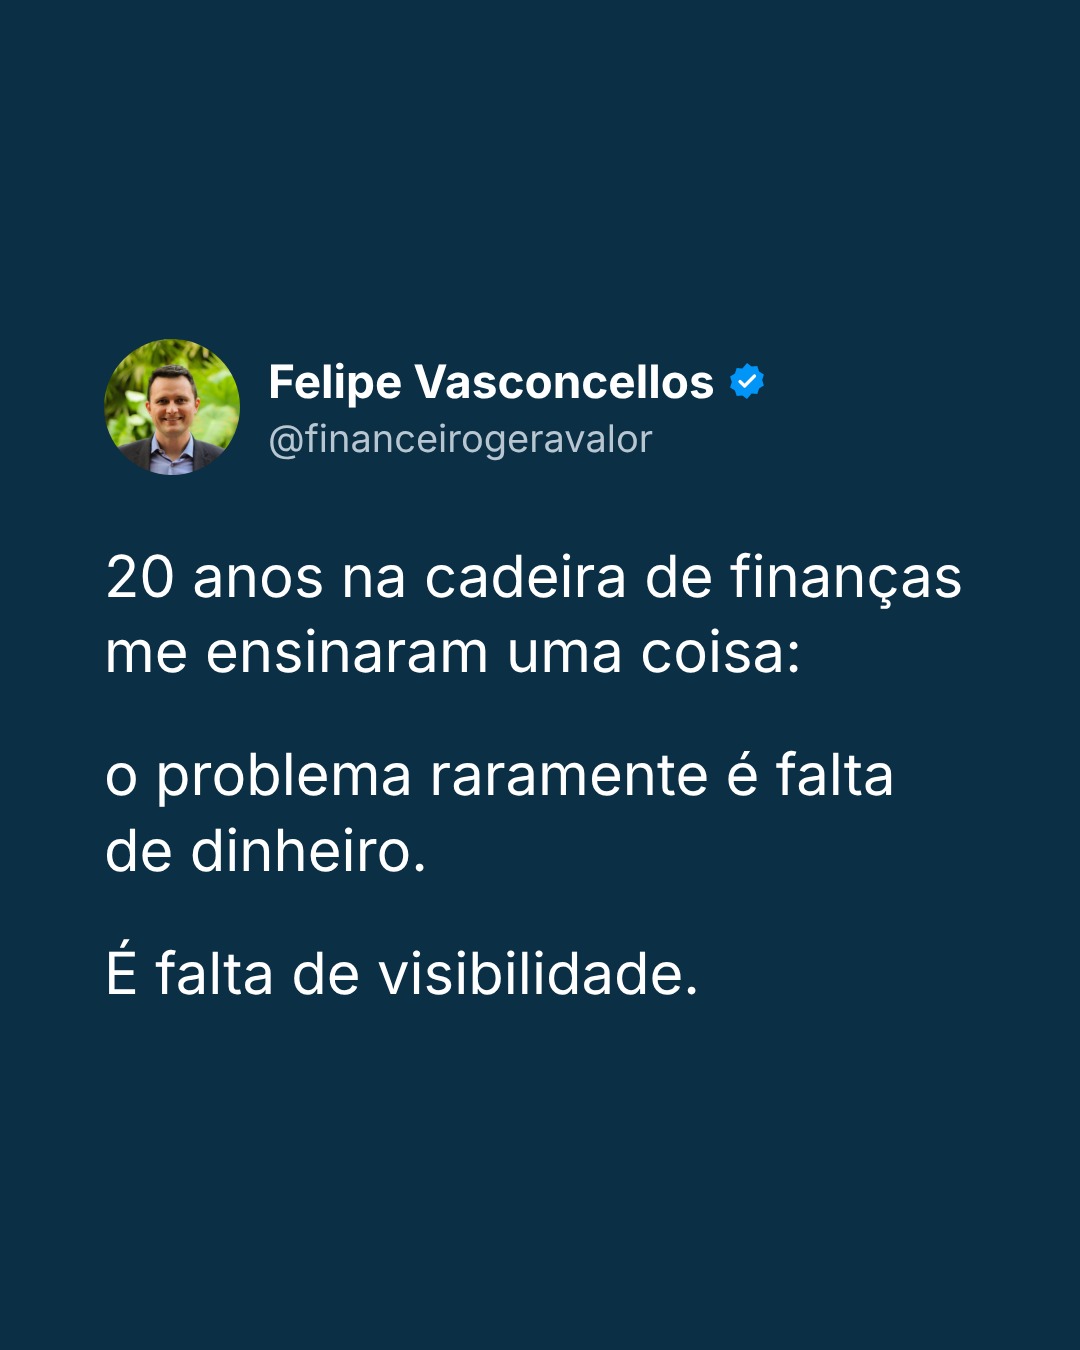 Felipe Vasconcellos
@financeirogeravalor
20 anos na cadeira de finanças
me ensinaram uma coisa:
o problema raramente é falta
de dinheiro.
É falta de visibilidade.